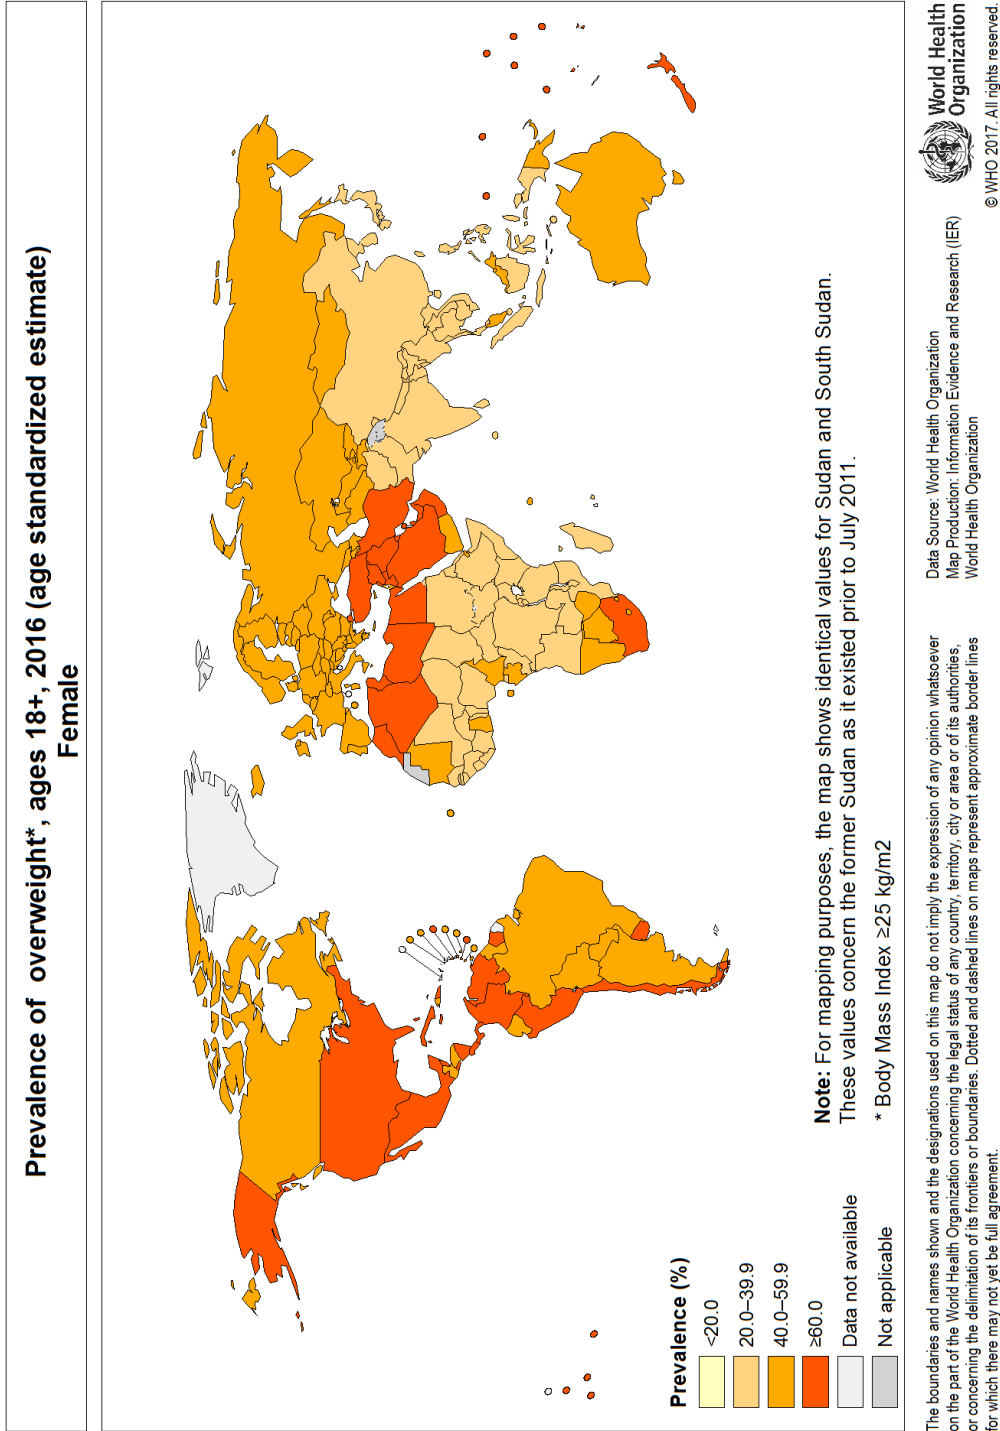 Prevalence of overweight*, ages 18+, 2016 (age standardized estimate)
Female
Prevalence (%)
<20.0
20.0–39.9
40.0–59.9
≥60.0
Data not available
Not applicable
Note: For mapping purposes, the map shows identical values for Sudan and South Sudan.
These values concern the former Sudan as it existed prior to July 2011.
* Body Mass Index ≥25 kg/m2
The boundaries and names shown and the designations used on this map do not imply the expression of any opinion whatsoever
on the part of the World Health Organization concerning the legal status of any country, territory, city or area or of its authorities,
or concerning the delimitation of its frontiers or boundaries. Dotted and dashed lines on maps represent approximate border lines
for which there may not yet be full agreement.
Data Source: World Health Organization
Map Production: Information Evidence and Research (IER)
World Health Organization
World Health
Organization
© WHO 2017. All rights reserved.